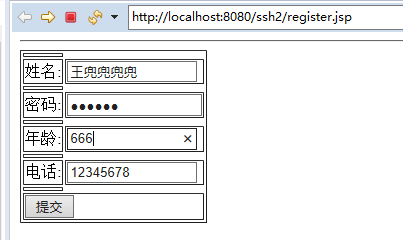 http://localhost:8080/ssh2/register.jsp
姓名: 王兜兜兜兜
密码: ●●●●●●
年龄: 666 ×
电话: 12345678
提交